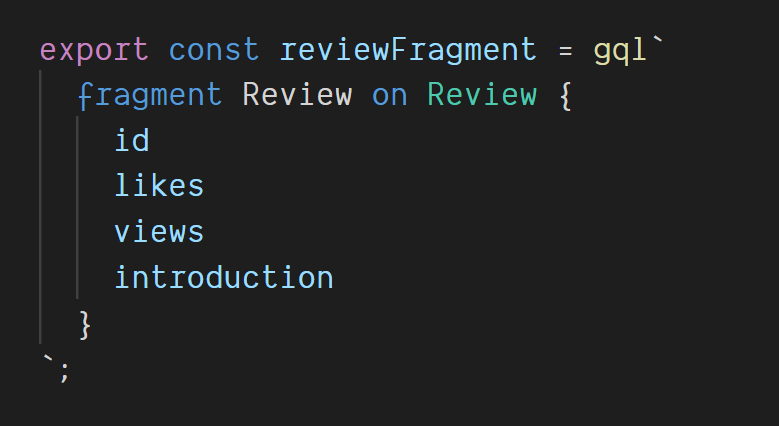 export const reviewFragment = gql`
  fragment Review on Review {
    id
    likes
    views
    introduction
  }
`;